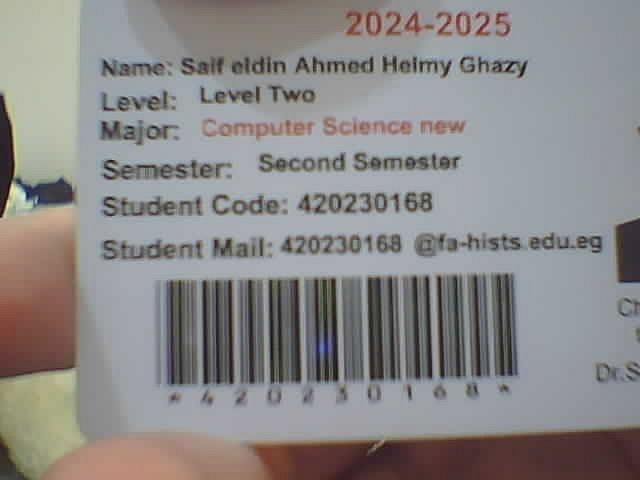 2024-2025
Name: Saif eldin Ahmed Helmy Ghazy
Level: Level Two
Major: Computer Science new
Semester: Second Semester
Student Code: 420230168
Student Mail: 420230168 @fa-hists.edu.eg
*420230168*
Ch
Dr.S